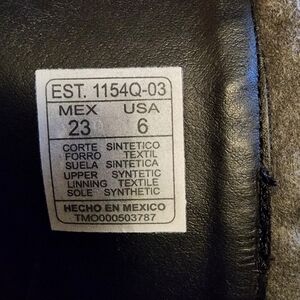 EST. 1154Q-03
MEX USA
23 6
CORTE SINTETICO
FORRO TEXTIL
SUELA SINTETICA
UPPER SYNTETIC
LINNING TEXTILE
SOLE SYNTHETIC
HECHO EN MEXICO
TMO000503787